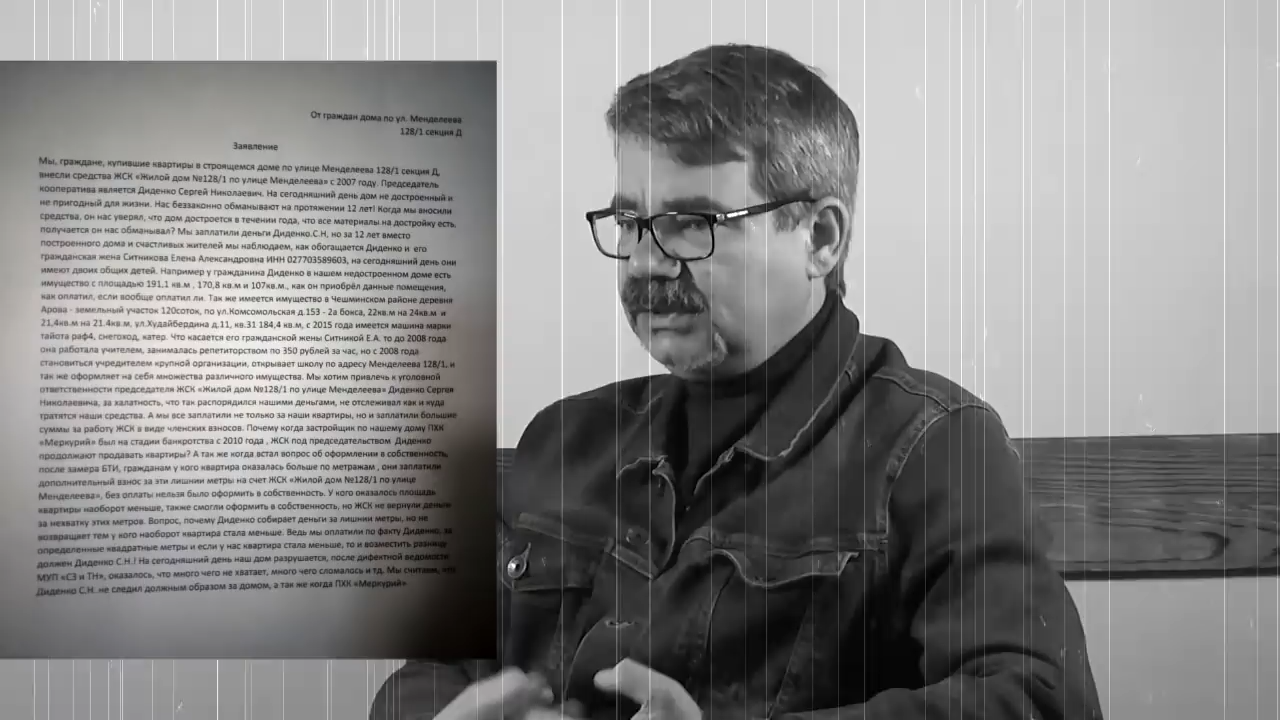 От граждан дома по ул. Менделеева
128/1 секция Д
Заявление
Мы, граждане, купившие квартиры в строящемся доме по улице Менделеева 128/1 секция Д,
внесли средства ЖСК «Жилой дом №128/1 по улице Менделеева» с 2007 году. Председатель
кооператива является Диденко Сергей Николаевич. На сегодняшний день дом не достроенный и
не пригодный для жизни. Нас беззаконно обманывают на протяжении 12 лет! Когда мы вносили
средства, он нас уверял, что дом достроется в течении года, что все материалы на достройку есть,
получается он нас обманывал? Мы заплатили деньги Диденко.С.Н, но за 12 лет вместо
построенного дома и счастливых жителей мы наблюдаем, как обогащается Диденко и его
гражданская жена Ситникова Елена Александровна ИНН 027703589603, на сегодняшний день они
имеют двоих общих детей. Например у гражданина Диденко в нашем недостроенном доме есть
имущество с площадью 191,1 кв.м , 170,8 кв.м и 107кв.м., как он приобрёл данные помещения,
как оплатил, если вообще оплатил ли. Так же имеется имущество в Чешминском районе деревня
Арова - земельный участок 120соток, по ул.Комсомольская д.153 - 2а бокса, 22кв.м на 24кв.м и
21,4кв.м на 21.4кв.м, ул.Худайбердина д.11, кв.31 184,4 кв.м, с 2015 года имеется машина марки
тайота раф4, снегоход, катер. Что касается его гражданской жены Ситникой Е.А. то до 2008 года
она работала учителем, занималась репетиторством по 350 рублей за час, но с 2008 года
становиться учредителем крупной организации, открывает школу по адресу Менделеева 128/1, и
так же оформляет на себя множества различного имущества. Мы хотим привлечь к уголовной
ответственности председателя ЖСК «Жилой дом №128/1 по улице Менделеева» Диденко Сергея
Николаевича, за халатность, что так распорядился нашими деньгами, не отслеживал как и куда
тратятся наши средства. А мы все заплатили не только за наши квартиры, но и заплатили большие
суммы за работу ЖСК в виде членских взносов. Почему когда застройщик по нашему дому ПХК
«Меркурий» был на стадии банкротства с 2010 года , ЖСК под председательством Диденко
продолжают продавать квартиры? А так же когда встал вопрос об оформлении в собственность,
после замера БТИ, гражданам у кого квартира оказалась больше по метражам , они заплатили
дополнительный взнос за эти лишнии метры на счет ЖСК «Жилой дом №128/1 по улице
Менделеева», без оплаты нельзя было оформить в собственность. У кого оказалось площадь
квартиры наоборот меньше, также смогли оформить в собственность, но ЖСК не вернули деньги
за нехватку этих метров. Вопрос, почему Диденко собирает деньги за лишнии метры, но не
возвращает тем у кого наоборот квартира стала меньше. Ведь мы оплатили по факту Диденко, за
определенные квадратные метры и если у нас квартира стала меньше, то и возместить разницу
должен Диденко С.Н.! На сегодняшний день наш дом разрушается, после дифектной ведомости
МУП «СЗ и ТН», оказалось, что много чего не хватает, много чего сломалось и тд. Мы считаем, что
Диденко С.Н. не следил должным образом за домом, а так же когда ПХК «Меркурий»